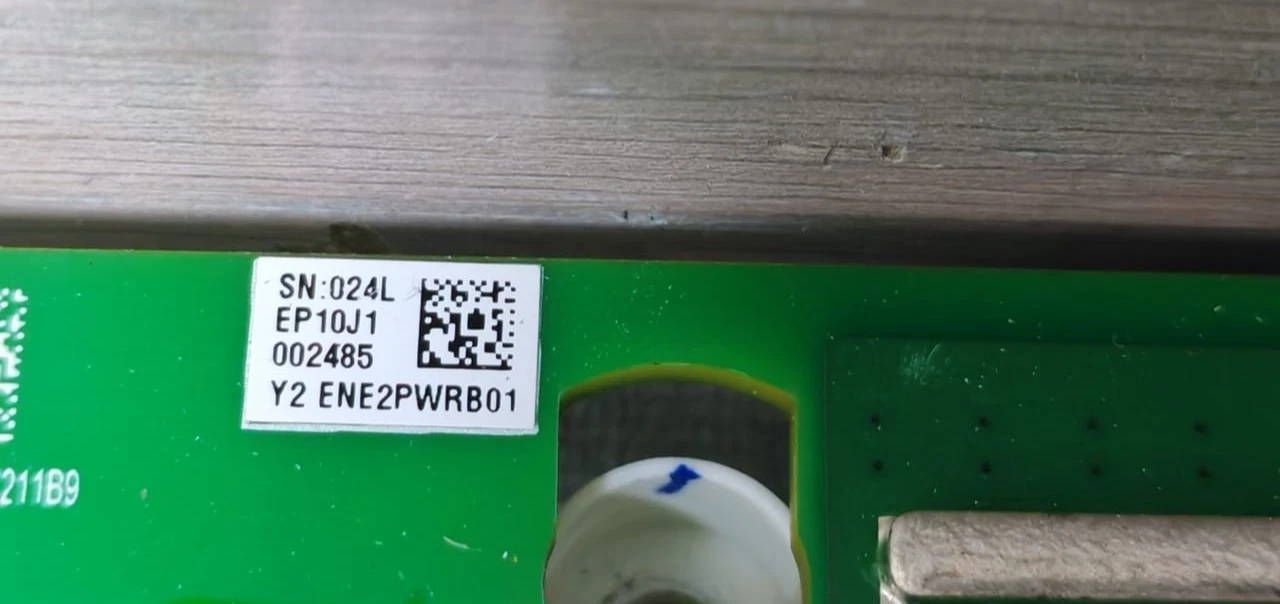 SN:024L
EP10J1
002485
Y2 ENE2PWRB01
211B9